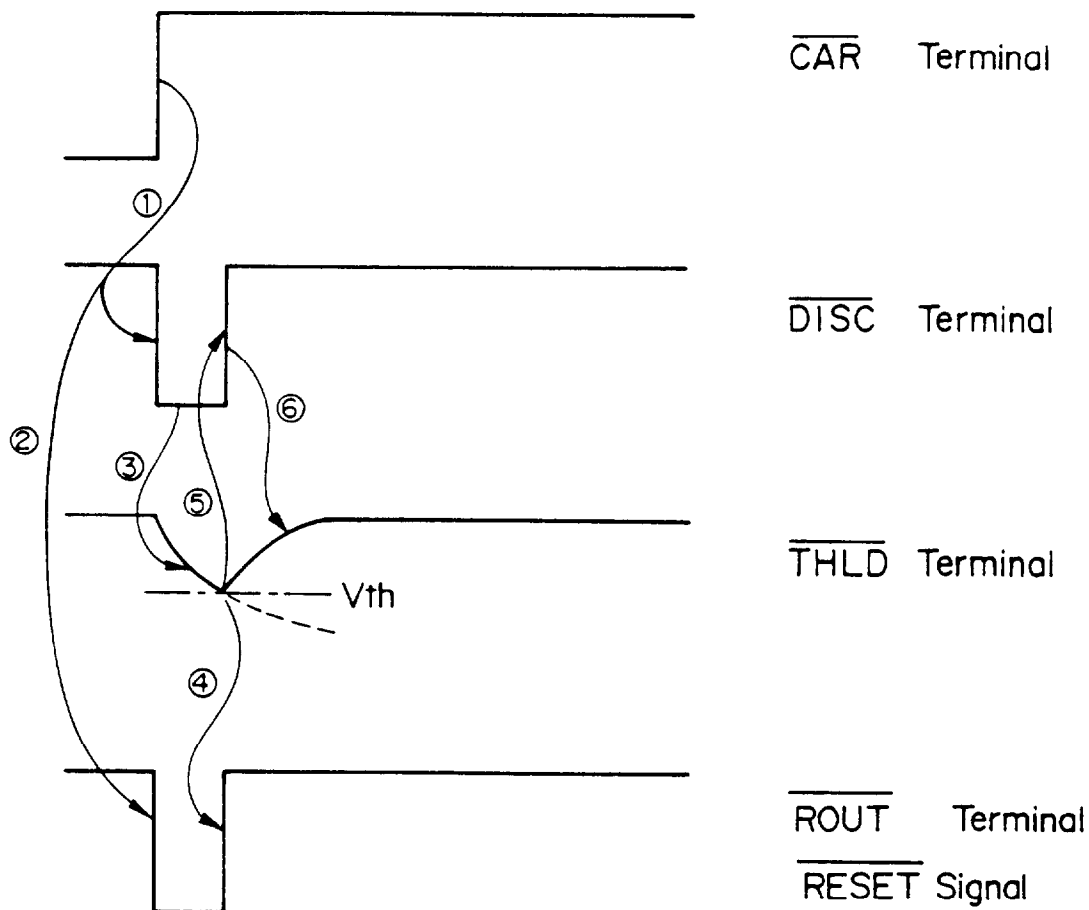 CAR Terminal
①
DISC Terminal
⑥
②
③
⑤
THLD Terminal
Vth
④
ROUT Terminal
RESET Signal